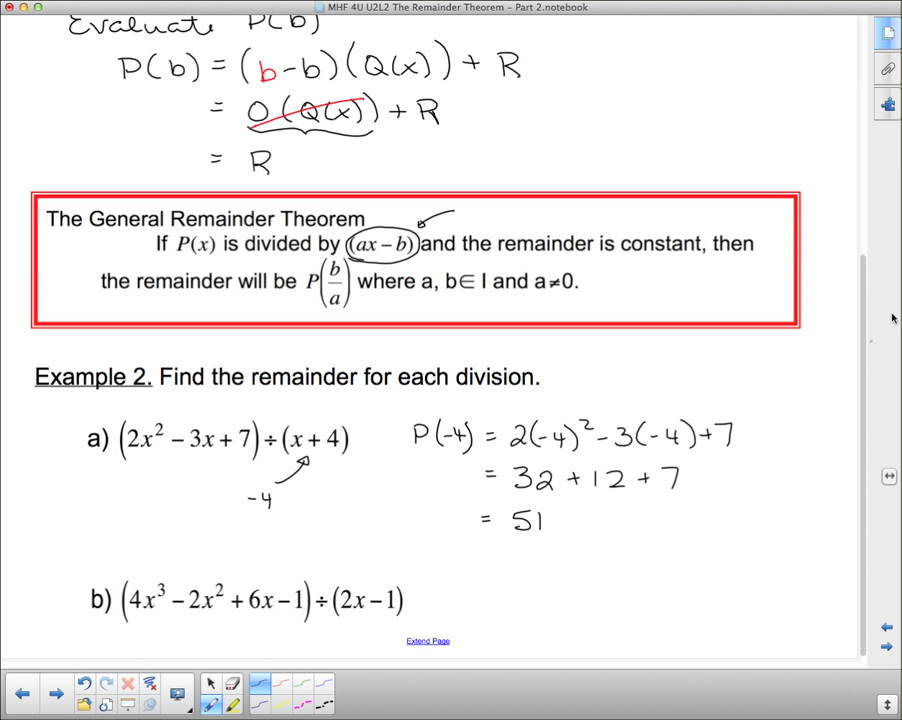 MHF 4U U2L2 The Remainder Theorem – Part 2.notebook
Evaluate P(b)
P(b) = (b-b)(Q(x)) + R
= 0(Q(x)) + R
= R
The General Remainder Theorem
If P(x) is divided by (ax – b) and the remainder is constant, then
the remainder will be P(b/a) where a, b∈ I and a≠0.
Example 2. Find the remainder for each division.
a) (2x² – 3x + 7) ÷ (x + 4) P(-4) = 2(-4)² - 3(-4) + 7
= 32 + 12 + 7
-4
= 51
b) (4x³ – 2x² + 6x – 1) ÷ (2x – 1)
Extend Page